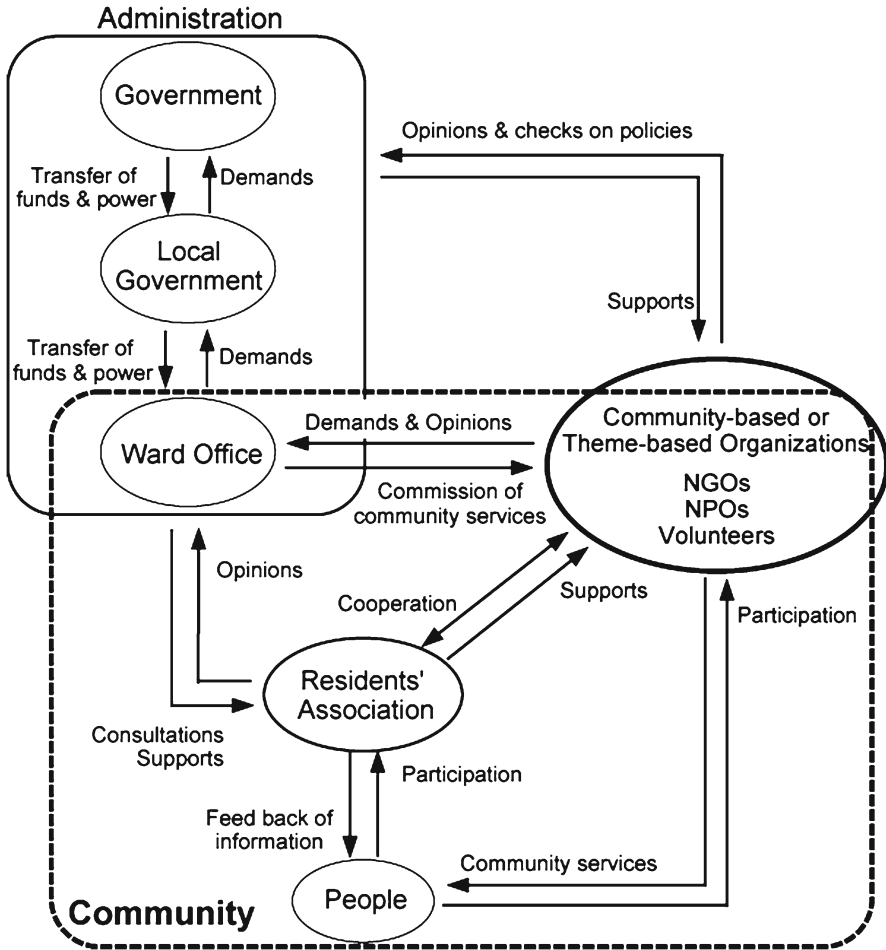 Administration
Government
Opinions & checks on policies
Transfer of
funds & power
Demands
Local
Government
Supports
Transfer of
funds & power
Demands
Demands & Opinions
Ward Office
Commission of
community services
Community-based or
Theme-based Organizations
NGOs
NPOs
Volunteers
Opinions
Cooperation
Supports
Participation
Residents'
Association
Consultations
Supports
Participation
Feed back of
information
Community services
People
Community